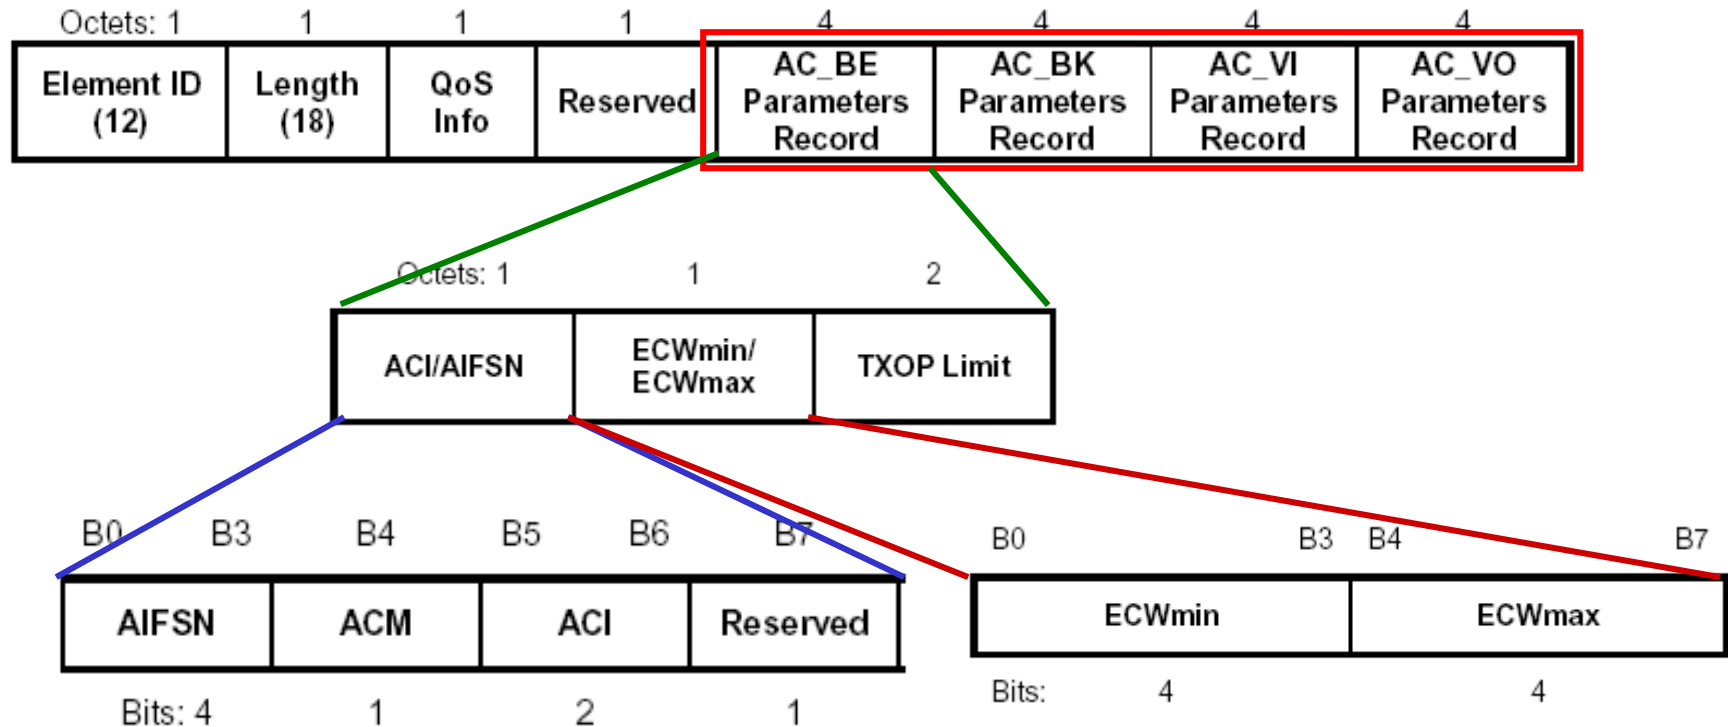 Octets: 1 1 1 1 4 4 4 4
Element ID (12) Length (18) QoS Info Reserved AC_BE Parameters Record AC_BK Parameters Record AC_VI Parameters Record AC_VO Parameters Record
Octets: 1 1 2
ACI/AIFSN ECWmin/ ECWmax TXOP Limit
B0 B3 B4 B5 B6 B7
AIFSN ACM ACI Reserved
Bits: 4 1 2 1
B0 B3 B4 B7
ECWmin ECWmax
Bits: 4 4